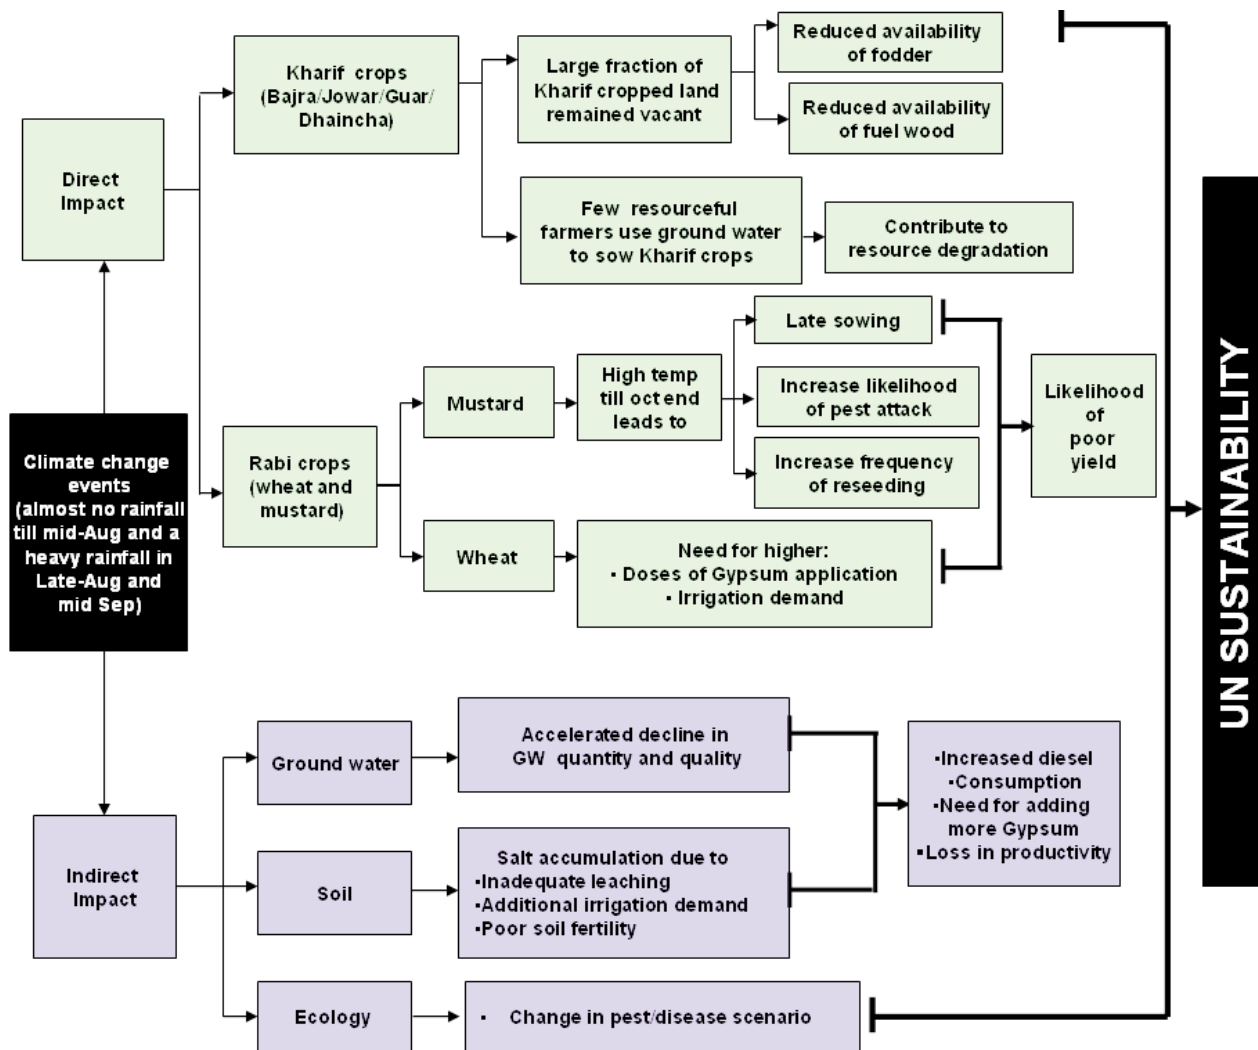 Reduced availability
of fodder
Kharif crops
(Bajra/Jowar/Guar/
Dhaincha)
Large fraction of
Kharif cropped land
remained vacant
Reduced availability
of fuel wood
Direct
Impact
Few resourceful
farmers use ground water
to sow Kharif crops
Contribute to
resource degradation
Late sowing
Mustard
High temp
till oct end
leads to
Increase likelihood
of pest attack
Likelihood
of
poor
yield
Climate change
events
(almost no rainfall
till mid-Aug and a
heavy rainfall in
Late-Aug and
mid Sep)
Rabi crops
(wheat and
mustard)
Increase frequency
of reseeding
Wheat
Need for higher:
▪ Doses of Gypsum application
▪ Irrigation demand
UN SUSTAINABILITY
Ground water
Accelerated decline in
GW quantity and quality
▪Increased diesel
▪Consumption
▪Need for adding
more Gypsum
▪Loss in productivity
Indirect
Impact
Soil
Salt accumulation due to
▪Inadequate leaching
▪Additional irrigation demand
▪Poor soil fertility
Ecology
▪ Change in pest/disease scenario